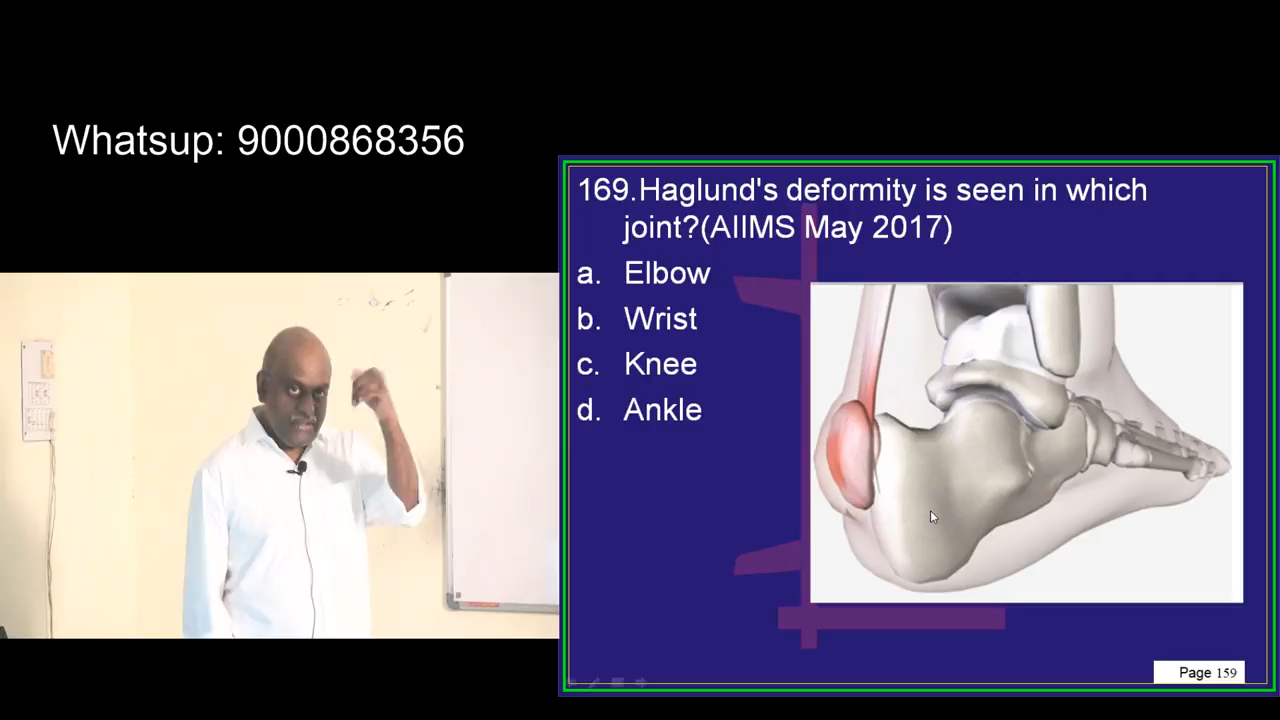 Whatsup: 9000868356
169.Haglund's deformity is seen in which
joint?(AIIMS May 2017)
a. Elbow
b. Wrist
c. Knee
d. Ankle
Page 159